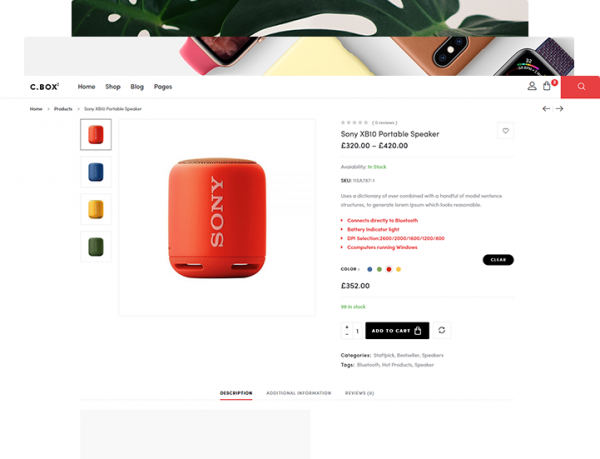 C.BOX
Home Shop Blog Pages
Home > Products > Sony XB10 Portable Speaker
( 0 reviews )
Sony XB10 Portable Speaker
£320.00 – £420.00
Availability: In Stock
SKU: 115A787-1
Uses a dictionary of over combined with a handful of modal sentence
structures, to generate lorem Ipsum which looks reasonable.
Connects directly to Bluetooth
Battery Indicator light
DPI Selection:2600/2000/1600/1200/800
Ccomputers running Windows
CLEAR
COLOR :
£352.00
98 in stock
+
-
1
ADD TO CART
Categories: Staffpick, Bestseller, Speakers
Tags: Bluetooth, Hot Products, Speaker
SONY
DESCRIPTION ADDITIONAL INFORMATION REVIEWS (0)